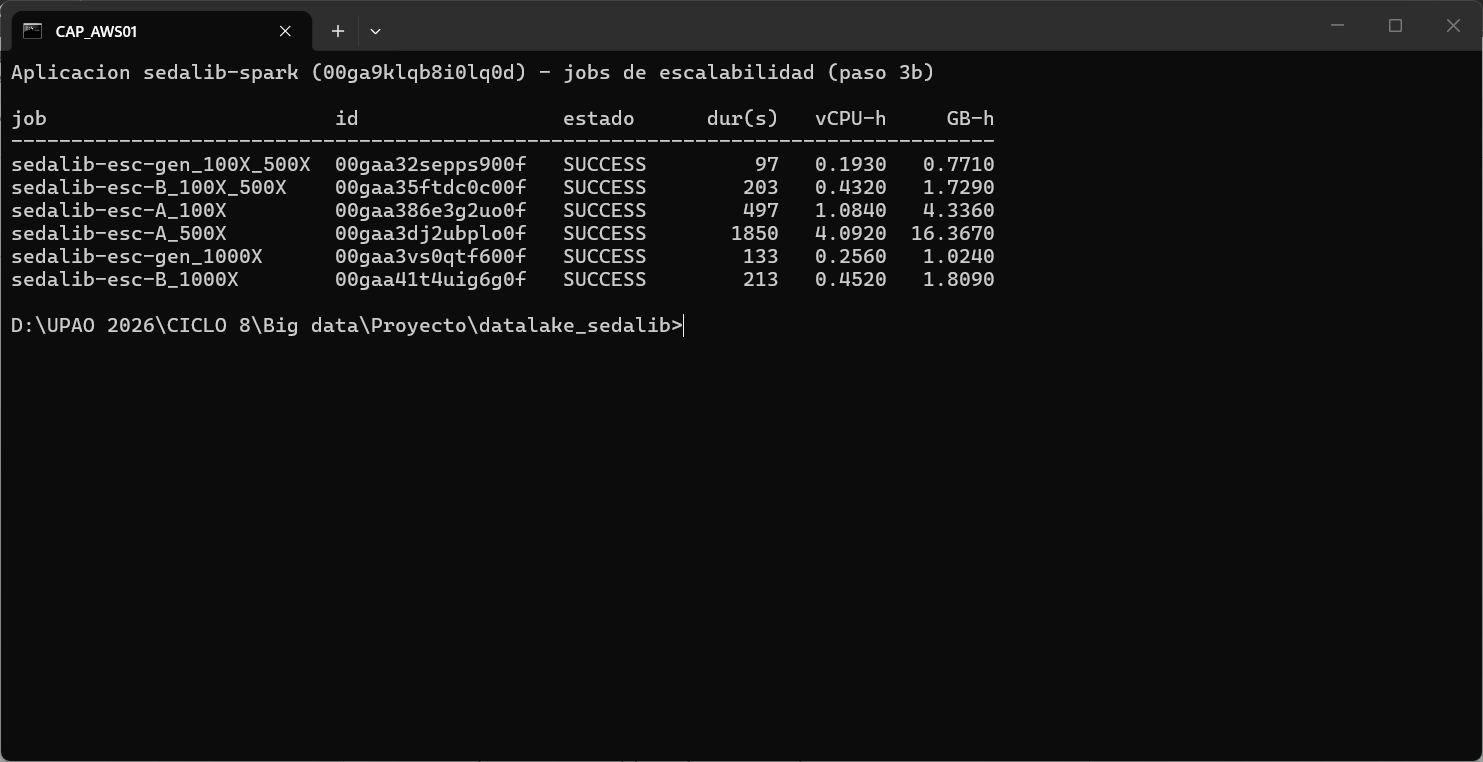 CAP_AWS01
Aplicacion sedalib-spark (00ga9klqb8i0lq0d) - jobs de escalabilidad (paso 3b)
job id estado dur(s) vCPU-h GB-h
----------------------------------------------------------------------------------
sedalib-esc-gen_100X_500X 00gaa32sepps900f SUCCESS 97 0.1930 0.7710
sedalib-esc-B_100X_500X 00gaa35ftdc0c00f SUCCESS 203 0.4320 1.7290
sedalib-esc-A_100X 00gaa386e3g2uo0f SUCCESS 497 1.0840 4.3360
sedalib-esc-A_500X 00gaa3dj2ubplo0f SUCCESS 1850 4.0920 16.3670
sedalib-esc-gen_1000X 00gaa3vs0qtf600f SUCCESS 133 0.2560 1.0240
sedalib-esc-B_1000X 00gaa41t4uig6g0f SUCCESS 213 0.4520 1.8090
D:\UPAO 2026\CICLO 8\Big data\Proyecto\datalake_sedalib>